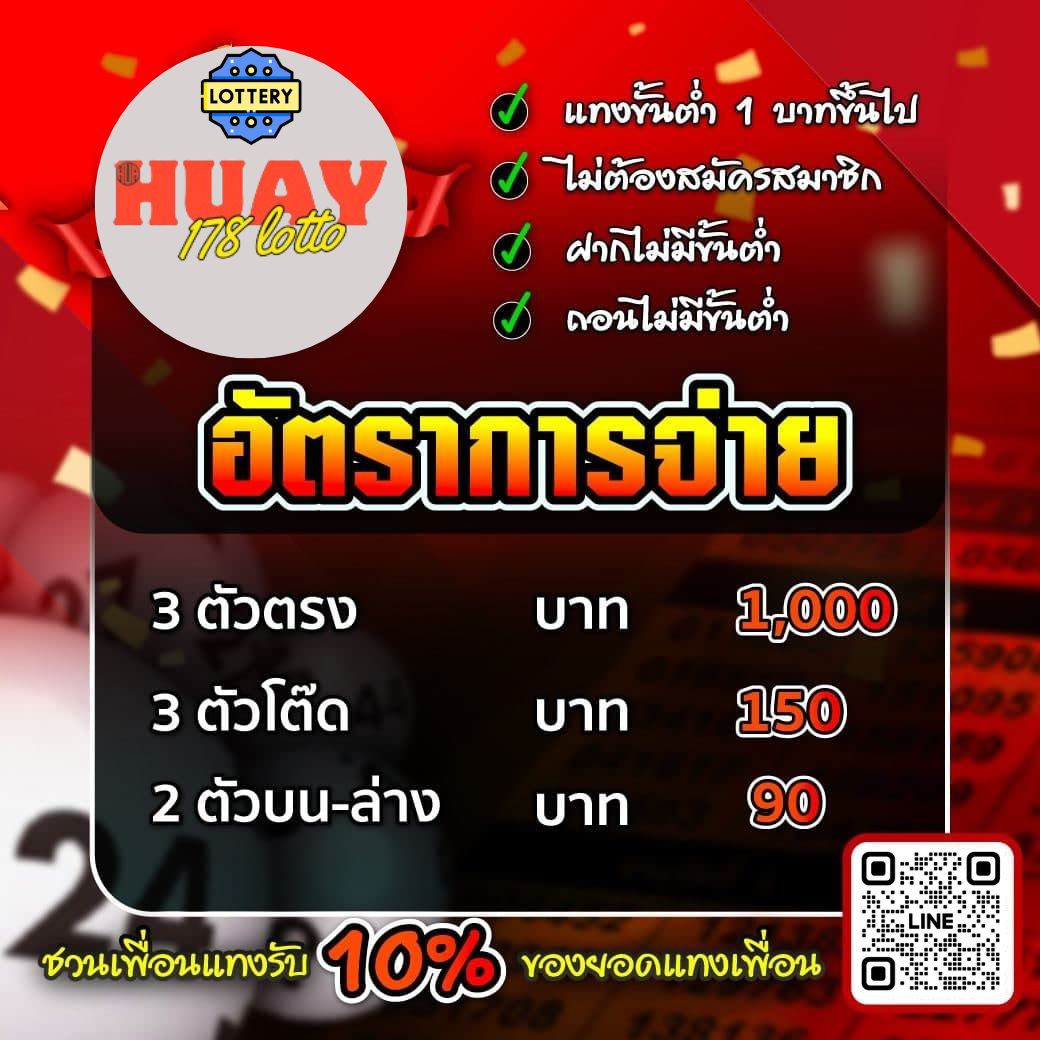 LOTTERY
HUAY
178 lotto
แทงขั้นต่ำ 1 บาทขึ้นไป
ไม่ต้องสมัครสมาชิก
ฝากไม่มีขั้นต่ำ
ถอนไม่มีขั้นต่ำ
อัตราการจ่าย
3 ตัวตรง บาท 1,000
3 ตัวโต๊ด บาท 150
2 ตัวบน-ล่าง บาท 90
LINE
ชวนเพื่อนแทงรับ 10% ของยอดแทงเพื่อน
24